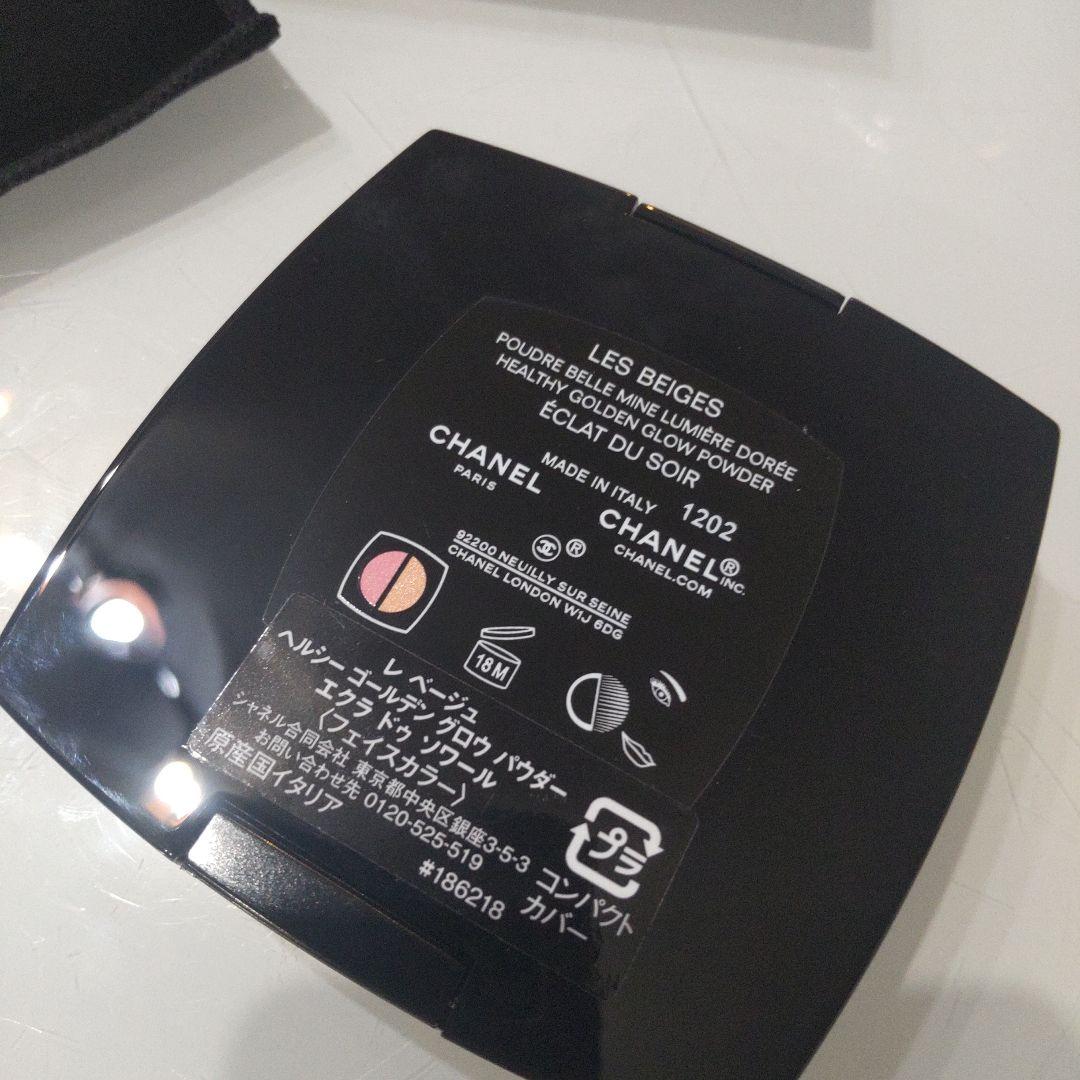 LES BEIGES
POUDRE BELLE MINE LUMIÈRE DORÉE
HEALTHY GOLDEN GLOW POWDER
ÉCLAT DU SOIR
MADE IN ITALY 1202
CHANEL
PARIS
CHANEL®
INC.
CHANEL.COM
®
92200 NEUILLY SUR SEINE
CHANEL LONDON W1J 6DG
18M
レ ベージュ
ヘルシー ゴールデン グロウ パウダー
エクラ ドゥ ソワール
〈フェイスカラー〉
シャネル合同会社 東京都中央区銀座3-5-3
お問い合わせ先 0120-525-519
原産国イタリア
#186218
プラ
コンパクト
カバー